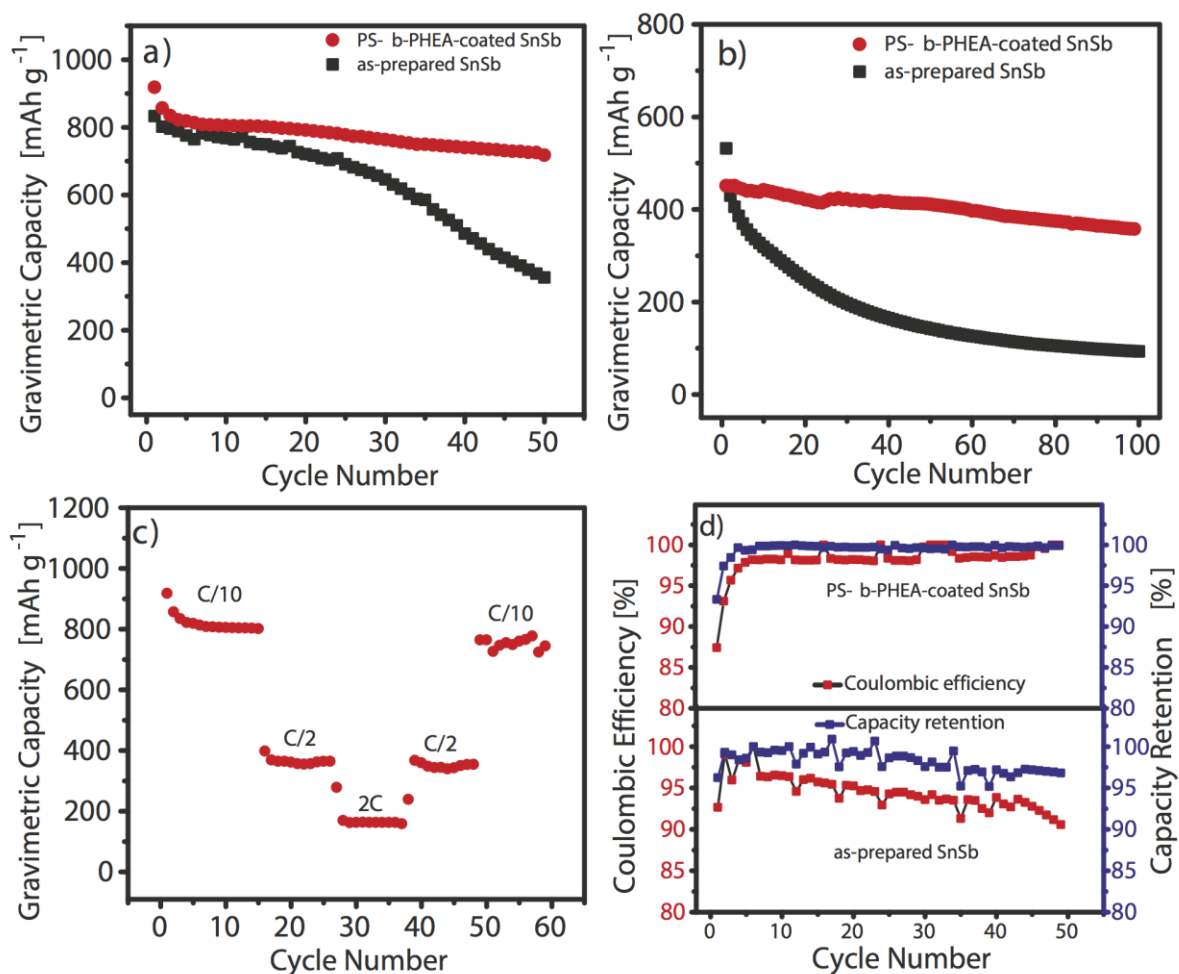 a)
PS- b-PHEA-coated SnSb
as-prepared SnSb
Gravimetric Capacity [mAh g⁻¹]
1000
800
600
400
200
0
0 10 20 30 40 50
Cycle Number
b)
PS- b-PHEA-coated SnSb
as-prepared SnSb
Gravimetric Capacity [mAh g⁻¹]
800
600
400
200
0
0 20 40 60 80 100
Cycle Number
c)
Gravimetric Capacity [mAh g⁻¹]
1200
1000
800
600
400
200
0
C/10
C/2
2C
C/2
C/10
0 10 20 30 40 50 60
Cycle Number
d)
Coulombic Efficiency [%]
100
95
90
85
80
100
95
90
85
80
PS- b-PHEA-coated SnSb
Coulombic efficiency
Capacity retention
as-prepared SnSb
100
95
90
85
80
100
95
90
85
80
Capacity Retention [%]
0 10 20 30 40 50
Cycle Number